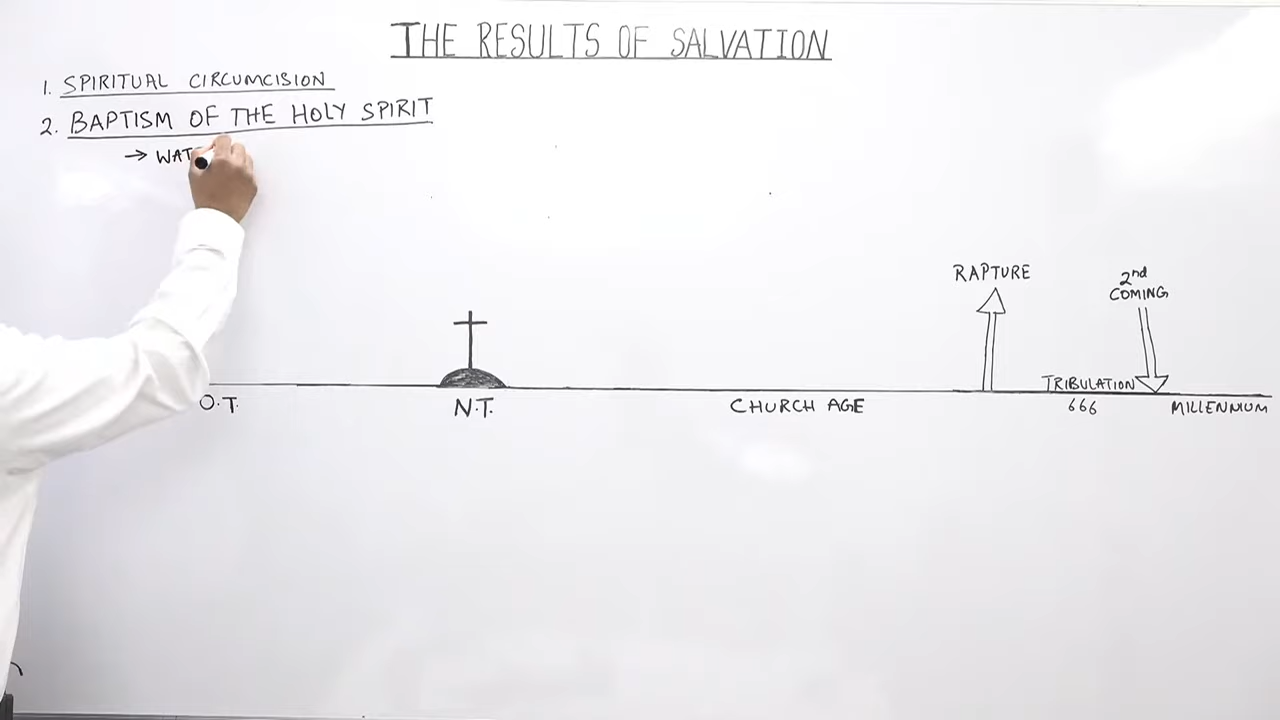 THE RESULTS OF SALVATION
1. SPIRITUAL CIRCUMCISION
2. BAPTISM OF THE HOLY SPIRIT
→ WAT
RAPTURE
2nd
COMING
TRIBULATION
O.T.
N.T.
CHURCH AGE
666
MILLENNIUM